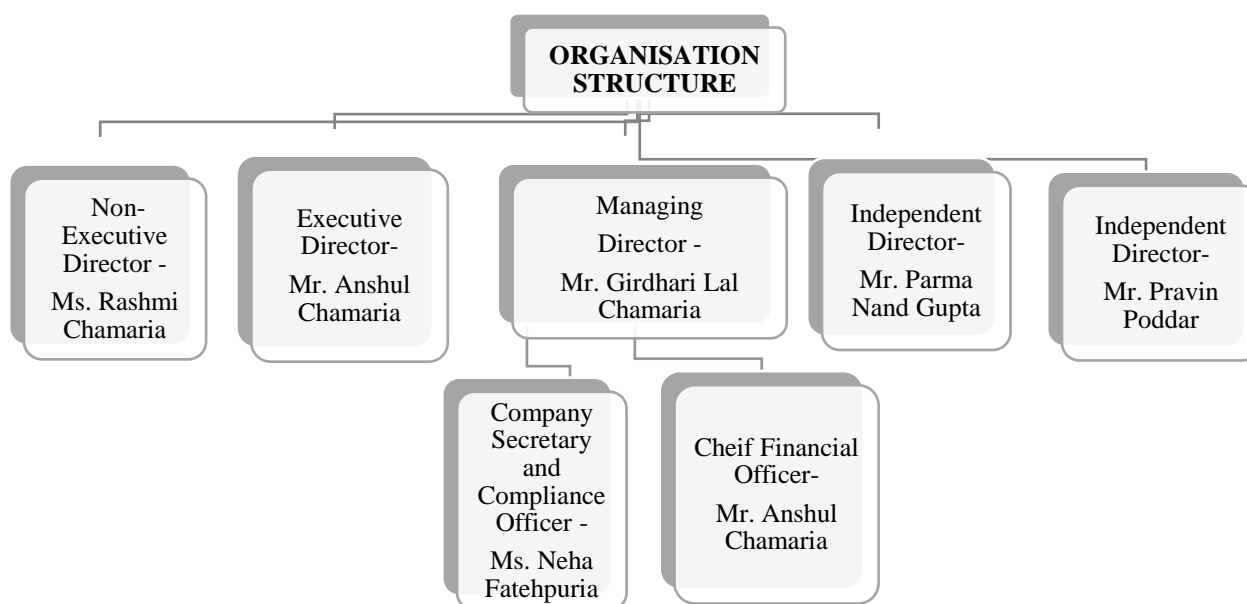 ORGANISATION
STRUCTURE
Non-
Executive
Director -
Ms. Rashmi
Chamaria
Executive
Director-
Mr. Anshul
Chamaria
Managing
Director -
Mr. Girdhari Lal
Chamaria
Independent
Director-
Mr. Parma
Nand Gupta
Independent
Director-
Mr. Pravin
Poddar
Company
Secretary
and
Compliance
Officer -
Ms. Neha
Fatehpuria
Cheif Financial
Officer-
Mr. Anshul
Chamaria